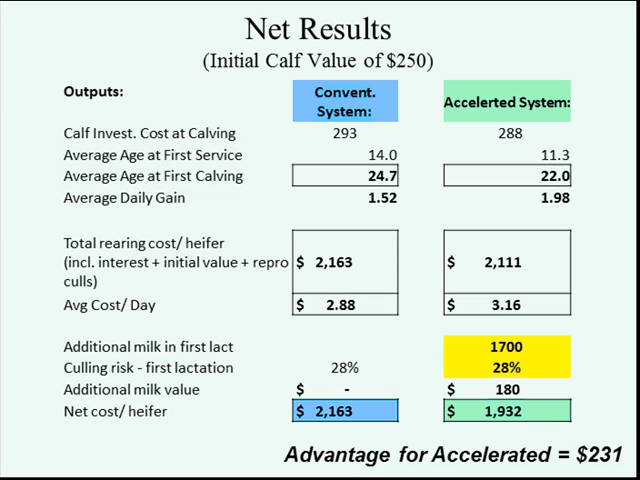 Net Results
(Initial Calf Value of $250)
Outputs: Convent. System: Accelerted System:
Calf Invest. Cost at Calving 293 288
Average Age at First Service 14.0 11.3
Average Age at First Calving 24.7 22.0
Average Daily Gain 1.52 1.98
Total rearing cost/ heifer
(incl. interest + initial value + repro $ 2,163 $ 2,111
culls)
Avg Cost/ Day $ 2.88 $ 3.16
Additional milk in first lact 1700
Culling risk - first lactation 28% 28%
Additional milk value $ - $ 180
Net cost/ heifer $ 2,163 $ 1,932
Advantage for Accelerated = $231